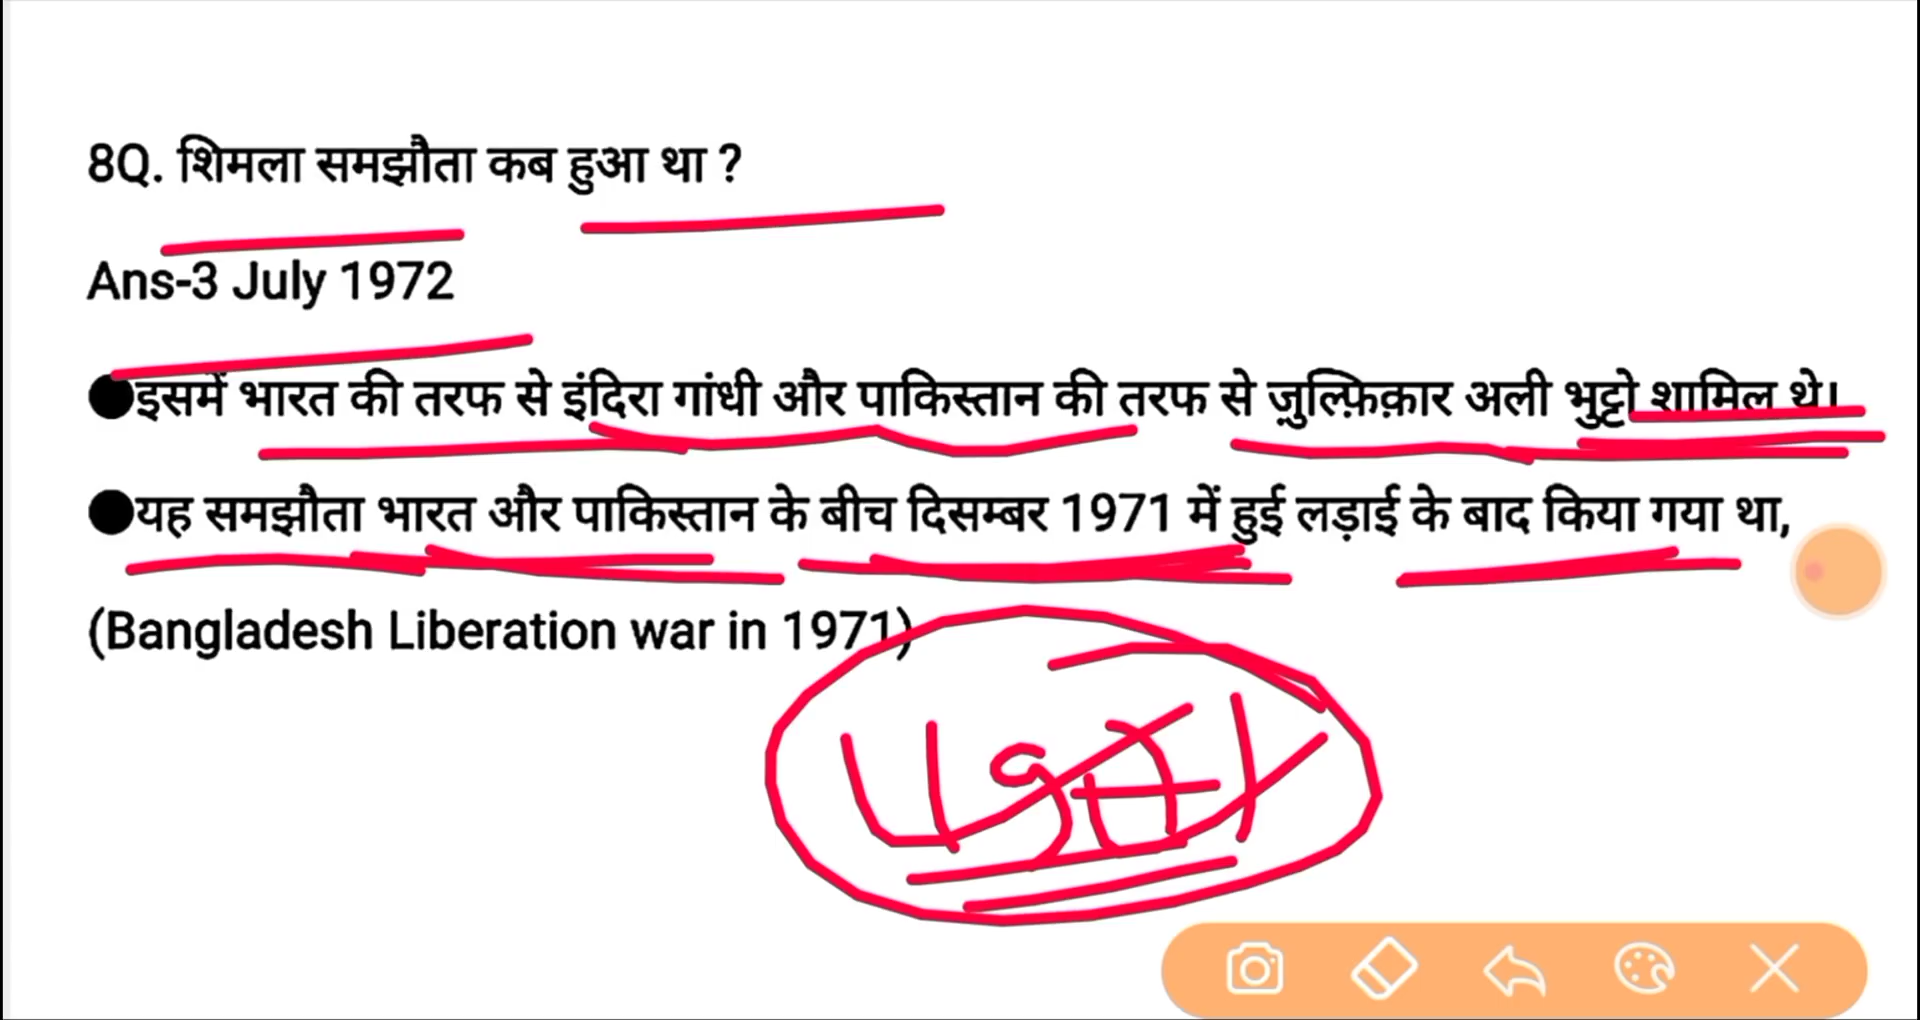 8Q. शिमला समझौता कब हुआ था ?
Ans-3 July 1972
●इसमें भारत की तरफ से इंदिरा गांधी और पाकिस्तान की तरफ से ज़ुल्फ़िक़ार अली भुट्टो शामिल थे।
●यह समझौता भारत और पाकिस्तान के बीच दिसम्बर 1971 में हुई लड़ाई के बाद किया गया था,
(Bangladesh Liberation war in 1971)